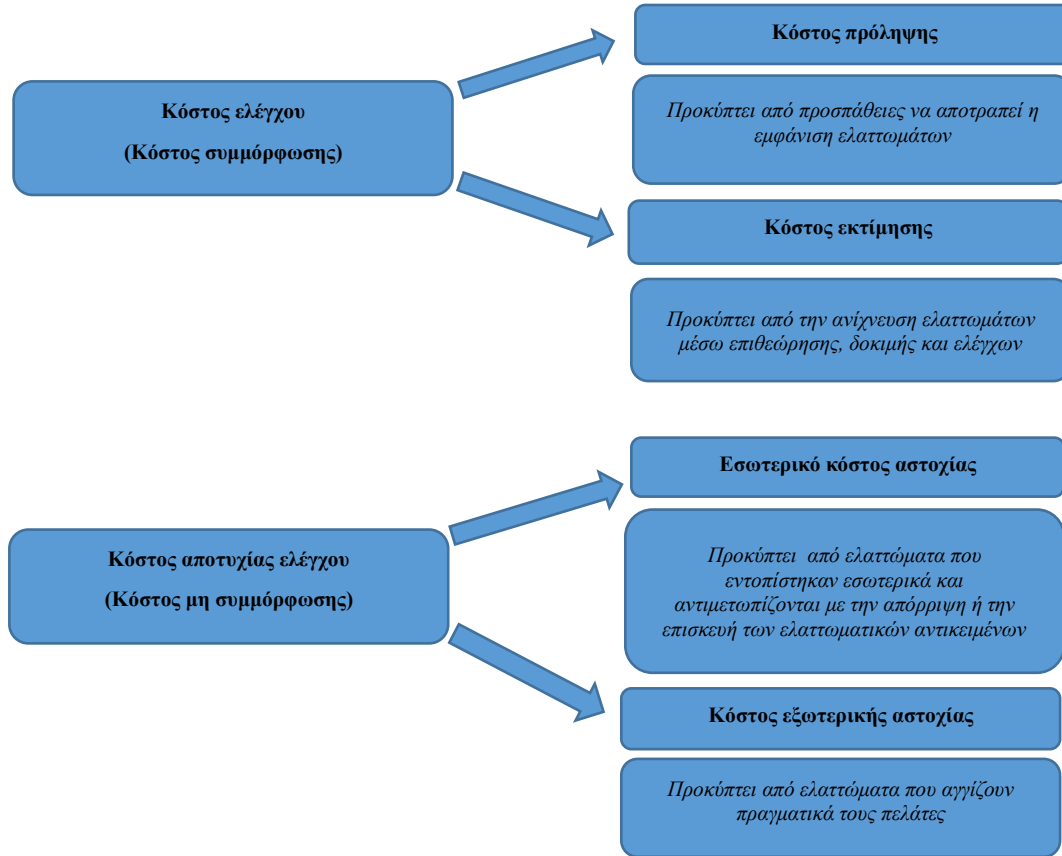 Κόστος ελέγχου
(Κόστος συμμόρφωσης)
Κόστος πρόληψης
Προκύπτει από προσπάθειες να αποτραπεί η
εμφάνιση ελαττωμάτων
Κόστος εκτίμησης
Προκύπτει από την ανίχνευση ελαττωμάτων
μέσω επιθεώρησης, δοκιμής και ελέγχων
Κόστος αποτυχίας ελέγχου
(Κόστος μη συμμόρφωσης)
Εσωτερικό κόστος αστοχίας
Προκύπτει από ελαττώματα που
εντοπίστηκαν εσωτερικά και
αντιμετωπίζονται με την απόρριψη ή την
επισκευή των ελαττωματικών αντικειμένων
Κόστος εξωτερικής αστοχίας
Προκύπτει από ελαττώματα που αγγίζουν
πραγματικά τους πελάτες